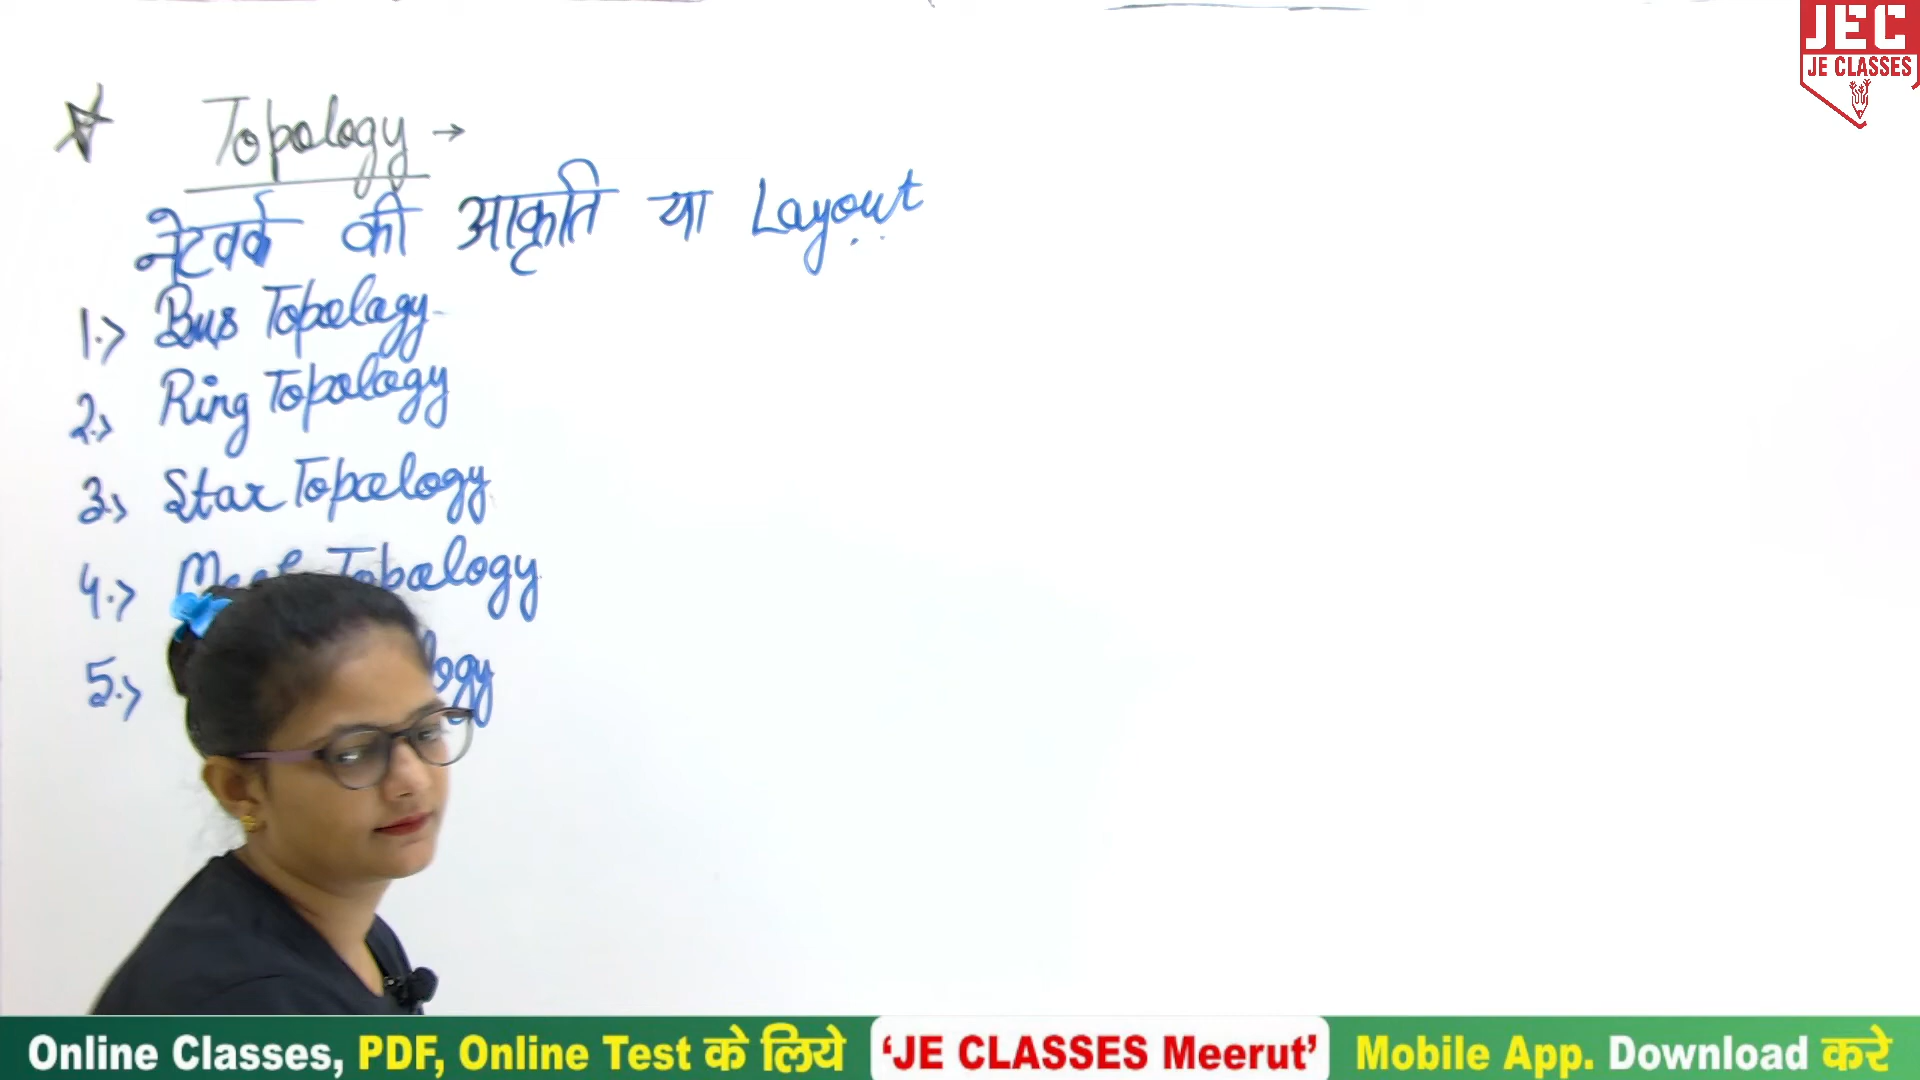 JEC
JE CLASSES
Topology →
नेटवर्क की आकृति या Layout
1.> Bus Topology
2.> Ring Topology
3.> Star Topology
4.> Topology
5.>
Online Classes, PDF, Online Test के लिये 'JE CLASSES Meerut' Mobile App. Download करे